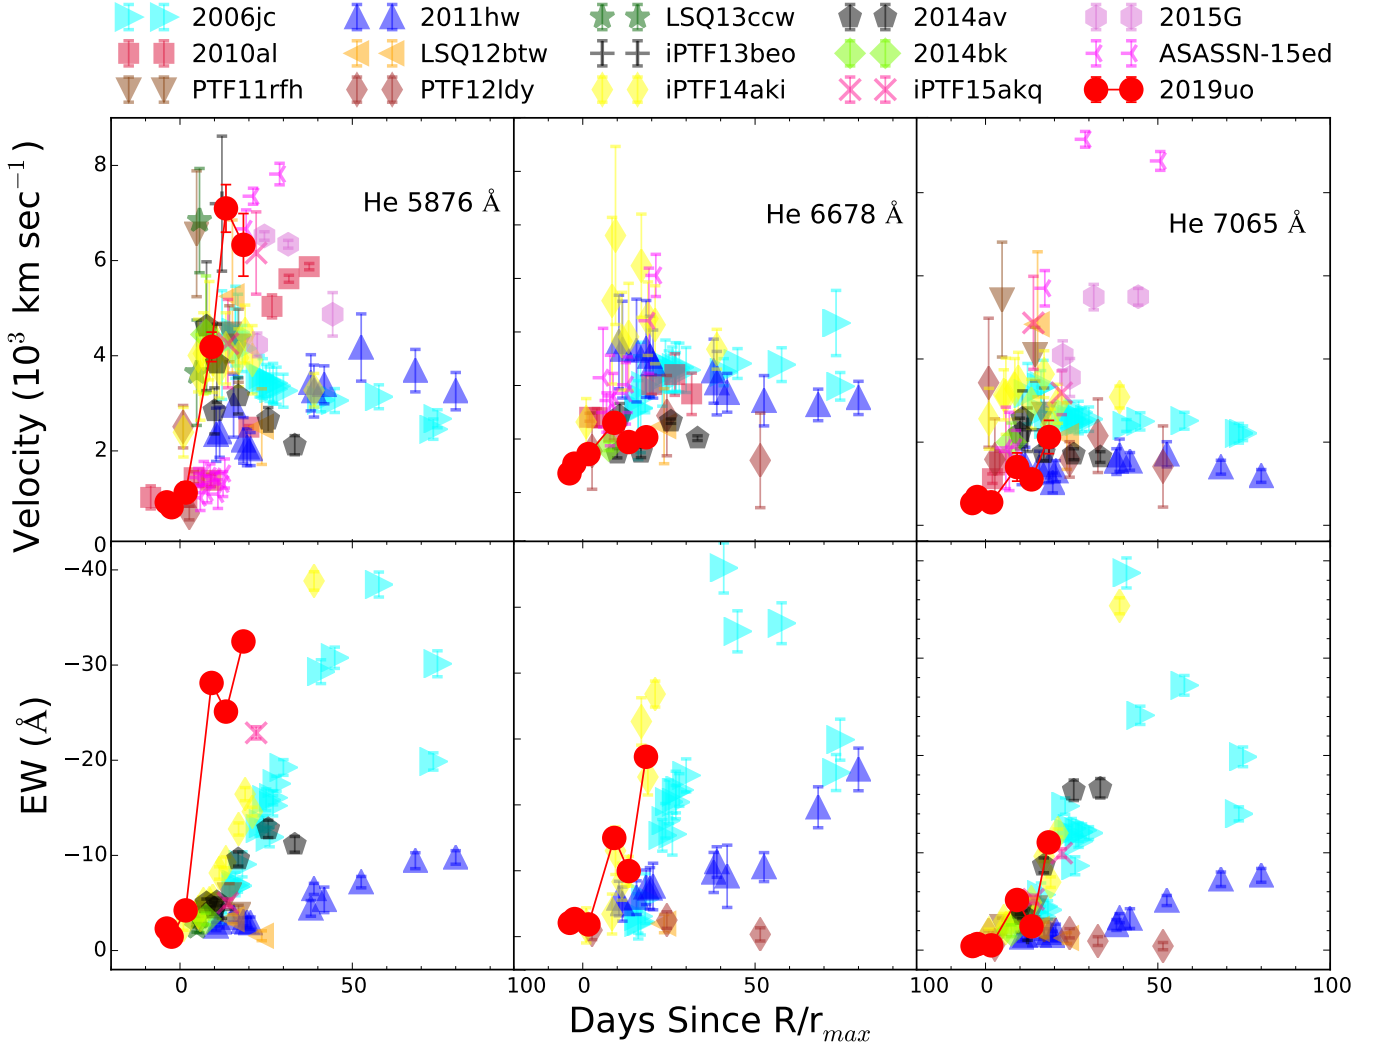 2006jc 2011hw LSQ13ccw 2014av 2015G
2010al LSQ12btw iPTF13beo 2014bk ASASSN-15ed
PTF11rfh PTF12ldy iPTF14aki iPTF15akq 2019uo
8
6
4
2
0
Velocity (10³ km sec⁻¹)
He 5876 Å
He 6678 Å
He 7065 Å
−40
−30
−20
−10
0
EW (Å)
0 50 100 0 50 100 0 50 100
Days Since R/r_max